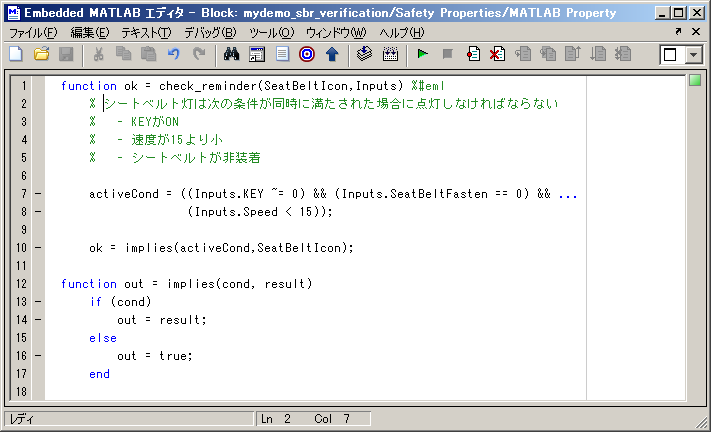 Embedded MATLAB エディタ - Block: mydemo_sbr_verification/Safety Properties/MATLAB Property
ファイル(F) 編集(E) テキスト(T) デバッグ(B) ツール(O) ウィンドウ(W) ヘルプ(H)
1 function ok = check_reminder(SeatBeltIcon,Inputs) %#eml
2 % シートベルト灯は次の条件が同時に満たされた場合に点灯しなければならない
3 % - KEYがON
4 % - 速度が15より小
5 % - シートベルトが非装着
6
7 - activeCond = ((Inputs.KEY ~= 0) && (Inputs.SeatBeltFasten == 0) && ...
8 - (Inputs.Speed < 15));
9
10 - ok = implies(activeCond,SeatBeltIcon);
11
12 function out = implies(cond, result)
13 - if (cond)
14 - out = result;
15 else
16 - out = true;
17 end
18
レディ Ln 2 Col 7